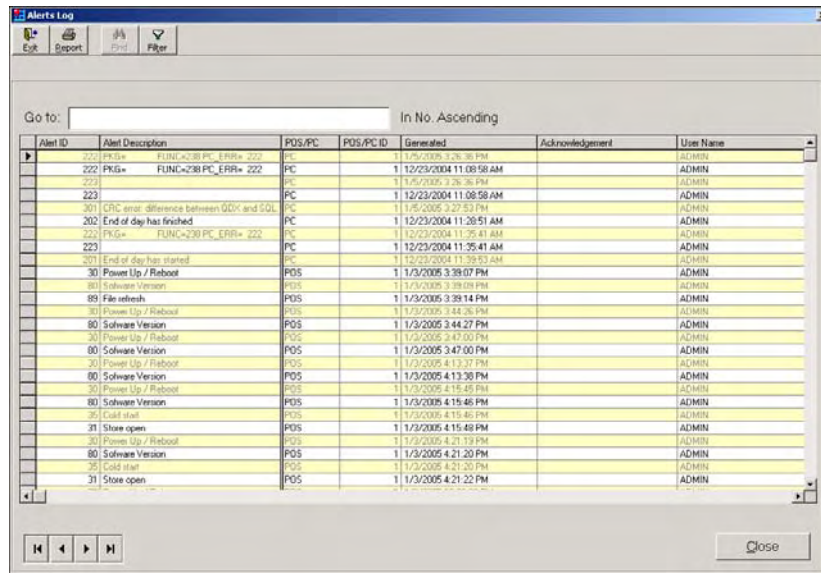 Alerts Log
Exit Report Find Filter
Go to: In No. Ascending
Alert ID Alert Description POS/PC POS/PC ID Generated Acknowledgement User Name
222 PKG= FUNC=238 PC_ERR= 222 PC 1 1/5/2005 3:26:36 PM ADMIN
222 PKG= FUNC=238 PC_ERR= 222 PC 1 12/23/2004 11:08:58 AM ADMIN
223 PC 1 1/5/2005 3:26:36 PM ADMIN
223 PC 1 12/23/2004 11:08:58 AM ADMIN
301 CRC error: difference between QDX and SQL PC 1 1/5/2005 3:27:53 PM ADMIN
202 End of day has finished PC 1 12/23/2004 11:28:51 AM ADMIN
222 PKG= FUNC=238 PC_ERR= 222 PC 1 12/23/2004 11:35:41 AM ADMIN
223 PC 1 12/23/2004 11:35:41 AM ADMIN
201 End of day has started PC 1 12/23/2004 11:39:53 AM ADMIN
30 Power Up / Reboot POS 1 1/3/2005 3:39:07 PM ADMIN
80 Sofware Version POS 1 1/3/2005 3:39:09 PM ADMIN
89 File refresh POS 1 1/3/2005 3:39:14 PM ADMIN
30 Power Up / Reboot POS 1 1/3/2005 3:44:26 PM ADMIN
80 Sofware Version POS 1 1/3/2005 3:44:27 PM ADMIN
30 Power Up / Reboot POS 1 1/3/2005 3:47:00 PM ADMIN
80 Sofware Version POS 1 1/3/2005 3:47:00 PM ADMIN
30 Power Up / Reboot POS 1 1/3/2005 4:13:37 PM ADMIN
80 Sofware Version POS 1 1/3/2005 4:13:38 PM ADMIN
30 Power Up / Reboot POS 1 1/3/2005 4:15:45 PM ADMIN
80 Sofware Version POS 1 1/3/2005 4:15:46 PM ADMIN
35 Cold start POS 1 1/3/2005 4:15:46 PM ADMIN
31 Store open POS 1 1/3/2005 4:15:48 PM ADMIN
30 Power Up / Reboot POS 1 1/3/2005 4:21:19 PM ADMIN
80 Sofware Version POS 1 1/3/2005 4:21:20 PM ADMIN
35 Cold start POS 1 1/3/2005 4:21:20 PM ADMIN
31 Store open POS 1 1/3/2005 4:21:22 PM ADMIN
Close